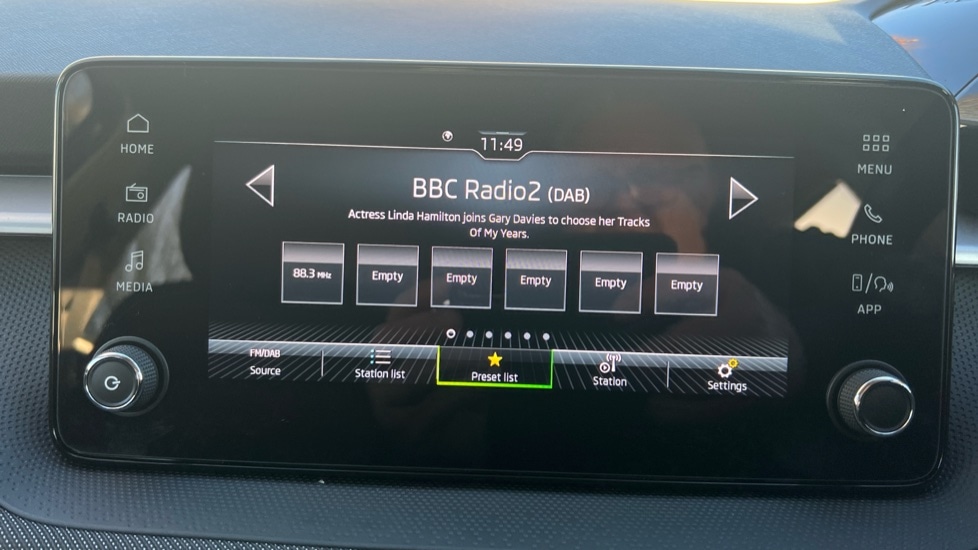 11:49
HOME
RADIO
MEDIA
BBC Radio2 (DAB)
Actress Linda Hamilton joins Gary Davies to choose her Tracks
Of My Years.
88.3 MHz
Empty
Empty
Empty
Empty
Empty
FM/DAB
Source
Station list
Preset list
Station
Settings
MENU
PHONE
APP